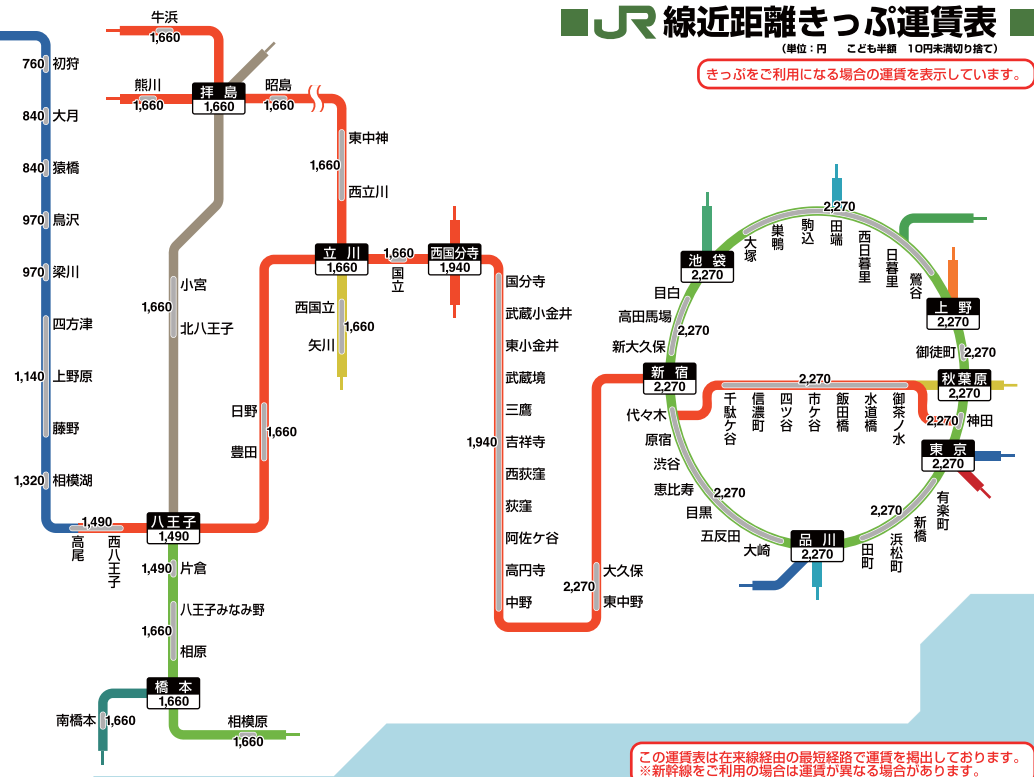 JR 線近距離きっぷ運賃表
(単位：円　こども半額　10円未満切り捨て)
きっぷをご利用になる場合の運賃を表示しています。
牛浜
1,660
熊川
1,660
拝島
1,660
昭島
1,660
760 初狩
840 大月
840 猿橋
970 鳥沢
970 梁川
四方津
1,140 上野原
藤野
1,320 相模湖
1,490
高尾
西八王子
八王子
1,490
小宮
1,660
北八王子
1,490 片倉
八王子みなみ野
1,660
相原
橋本
1,660
南橋本 1,660
相模原
1,660
日野
1,660
豊田
東中神
1,660
西立川
立川
1,660
西国立
1,660
矢川
1,660
国立
西国分寺
1,940
国分寺
武蔵小金井
東小金井
武蔵境
三鷹
1,940 吉祥寺
西荻窪
荻窪
阿佐ケ谷
高円寺
中野
大久保
2,270
東中野
新宿
2,270
新大久保
2,270
高田馬場
目白
池袋
2,270
大塚
巣鴨
駒込
2,270
田端
西日暮里
日暮里
鶯谷
上野
2,270
御徒町 2,270
秋葉原
2,270
2,270 神田
東京
2,270
2,270
千駄ケ谷
信濃町
四ツ谷
市ケ谷
飯田橋
水道橋
御茶ノ水
代々木
原宿
渋谷
恵比寿
2,270
目黒
五反田
大崎
品川
2,270
2,270
田町
浜松町
新橋
有楽町
この運賃表は在来線経由の最短経路で運賃を掲出しております。
※新幹線をご利用の場合は運賃が異なる場合があります。